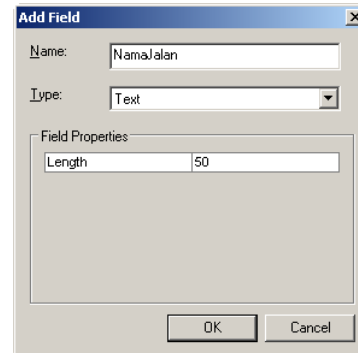 Add Field
Name: NamaJalan
Type: Text
Field Properties
Length 50
OK Cancel